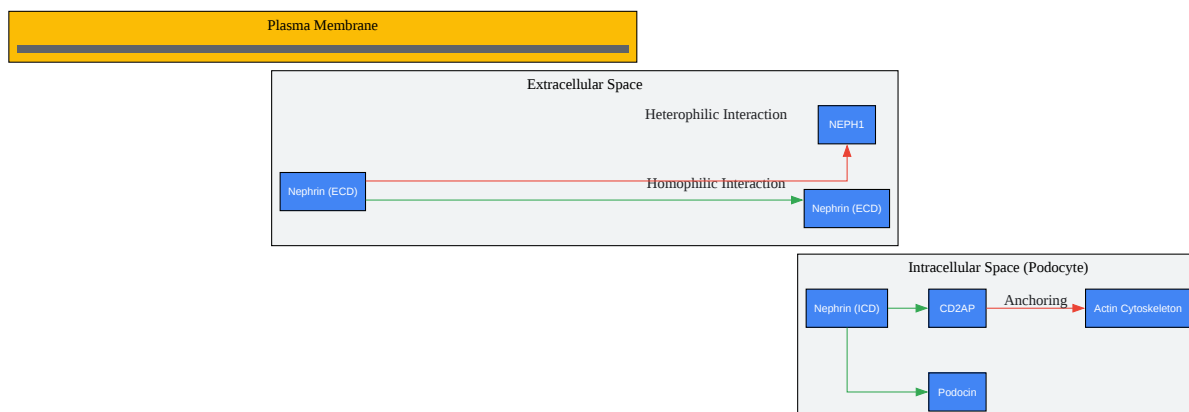 Plasma Membrane
Extracellular Space
Heterophilic Interaction
NEPH1
Nephrin (ECD)
Homophilic Interaction
Nephrin (ECD)
Intracellular Space (Podocyte)
Nephrin (ICD)
CD2AP
Anchoring
Actin Cytoskeleton
Podocin